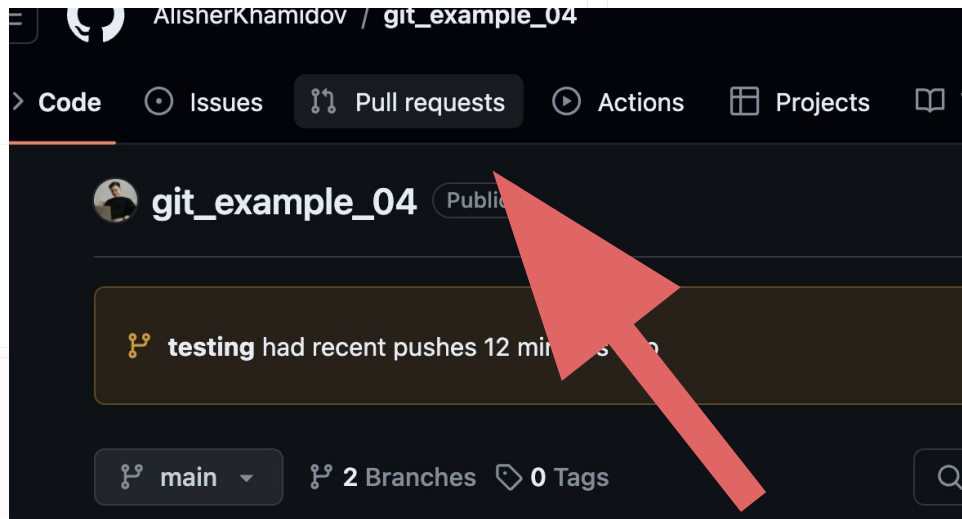 AlisherKhamidov / git_example_04
Code Issues Pull requests Actions Projects
git_example_04 Public
testing had recent pushes 12
main 2 Branches 0 Tags